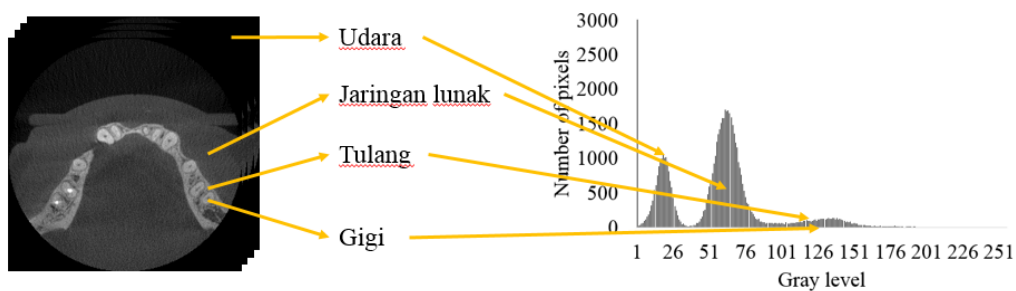 Udara
Jaringan lunak
Tulang
Gigi
Number of pixels
3000
2500
2000
1500
1000
500
0
1 26 51 76 101 126 151 176 201 226 251
Gray level